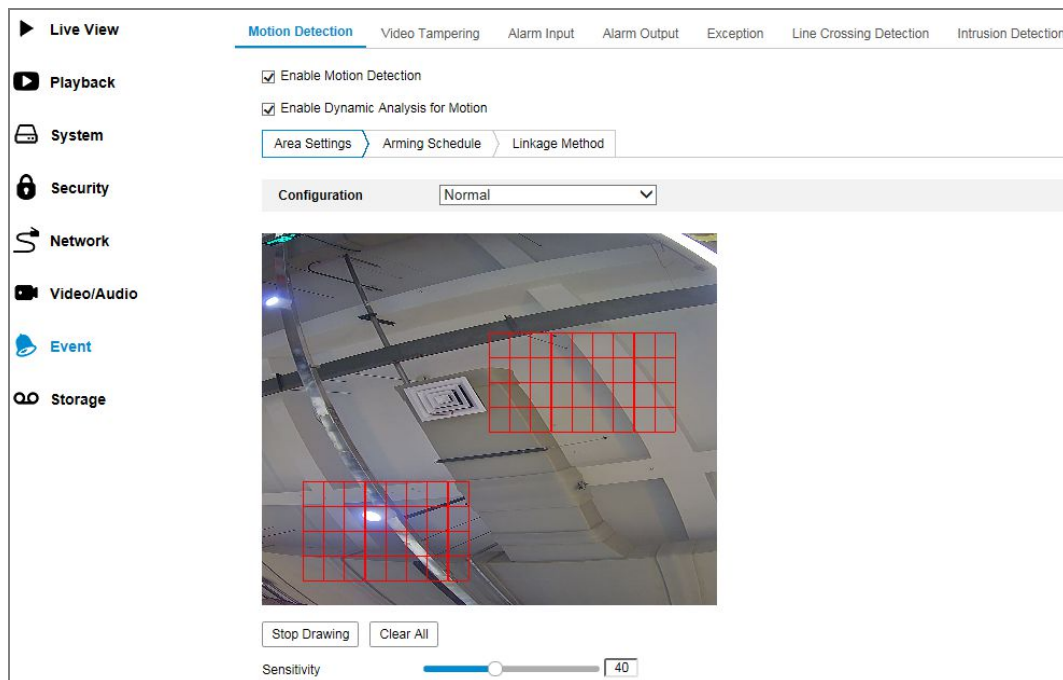 Live View
Playback
System
Security
Network
Video/Audio
Event
Storage
Motion Detection Video Tampering Alarm Input Alarm Output Exception Line Crossing Detection Intrusion Detection
Enable Motion Detection
Enable Dynamic Analysis for Motion
Area Settings Arming Schedule Linkage Method
Configuration Normal
Stop Drawing Clear All
Sensitivity 40